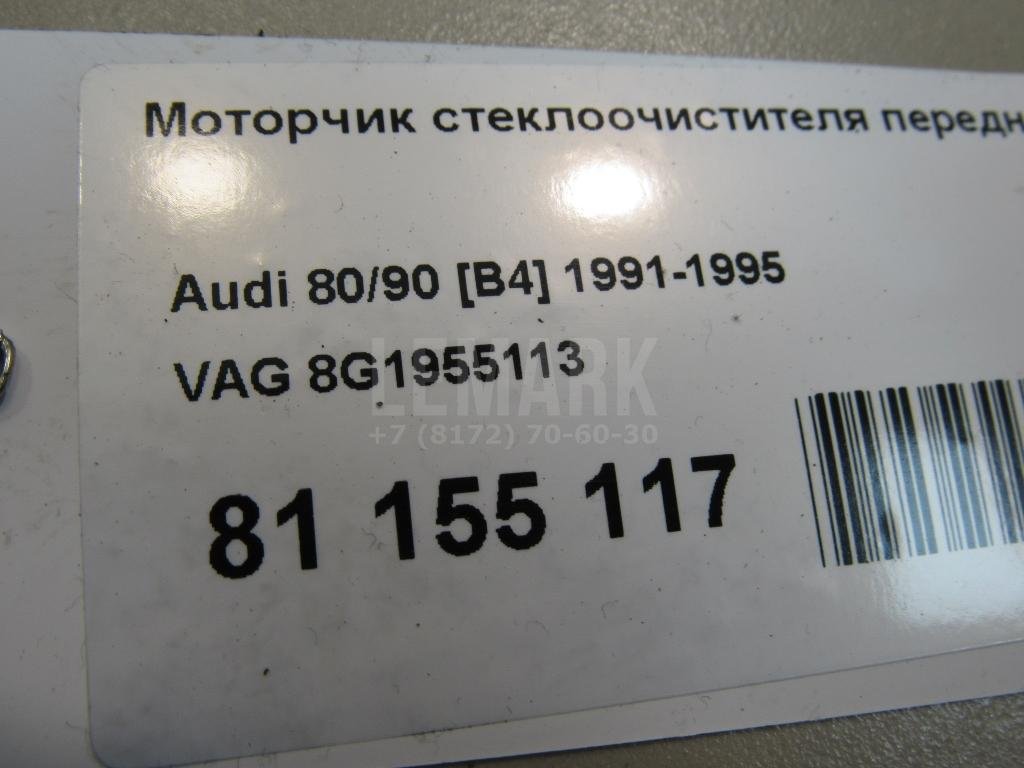 Моторчик стеклоочистителя передн
Audi 80/90 [B4] 1991-1995
VAG 8G1955113
LEMARK
+7 (8172) 70-60-30
81 155 117